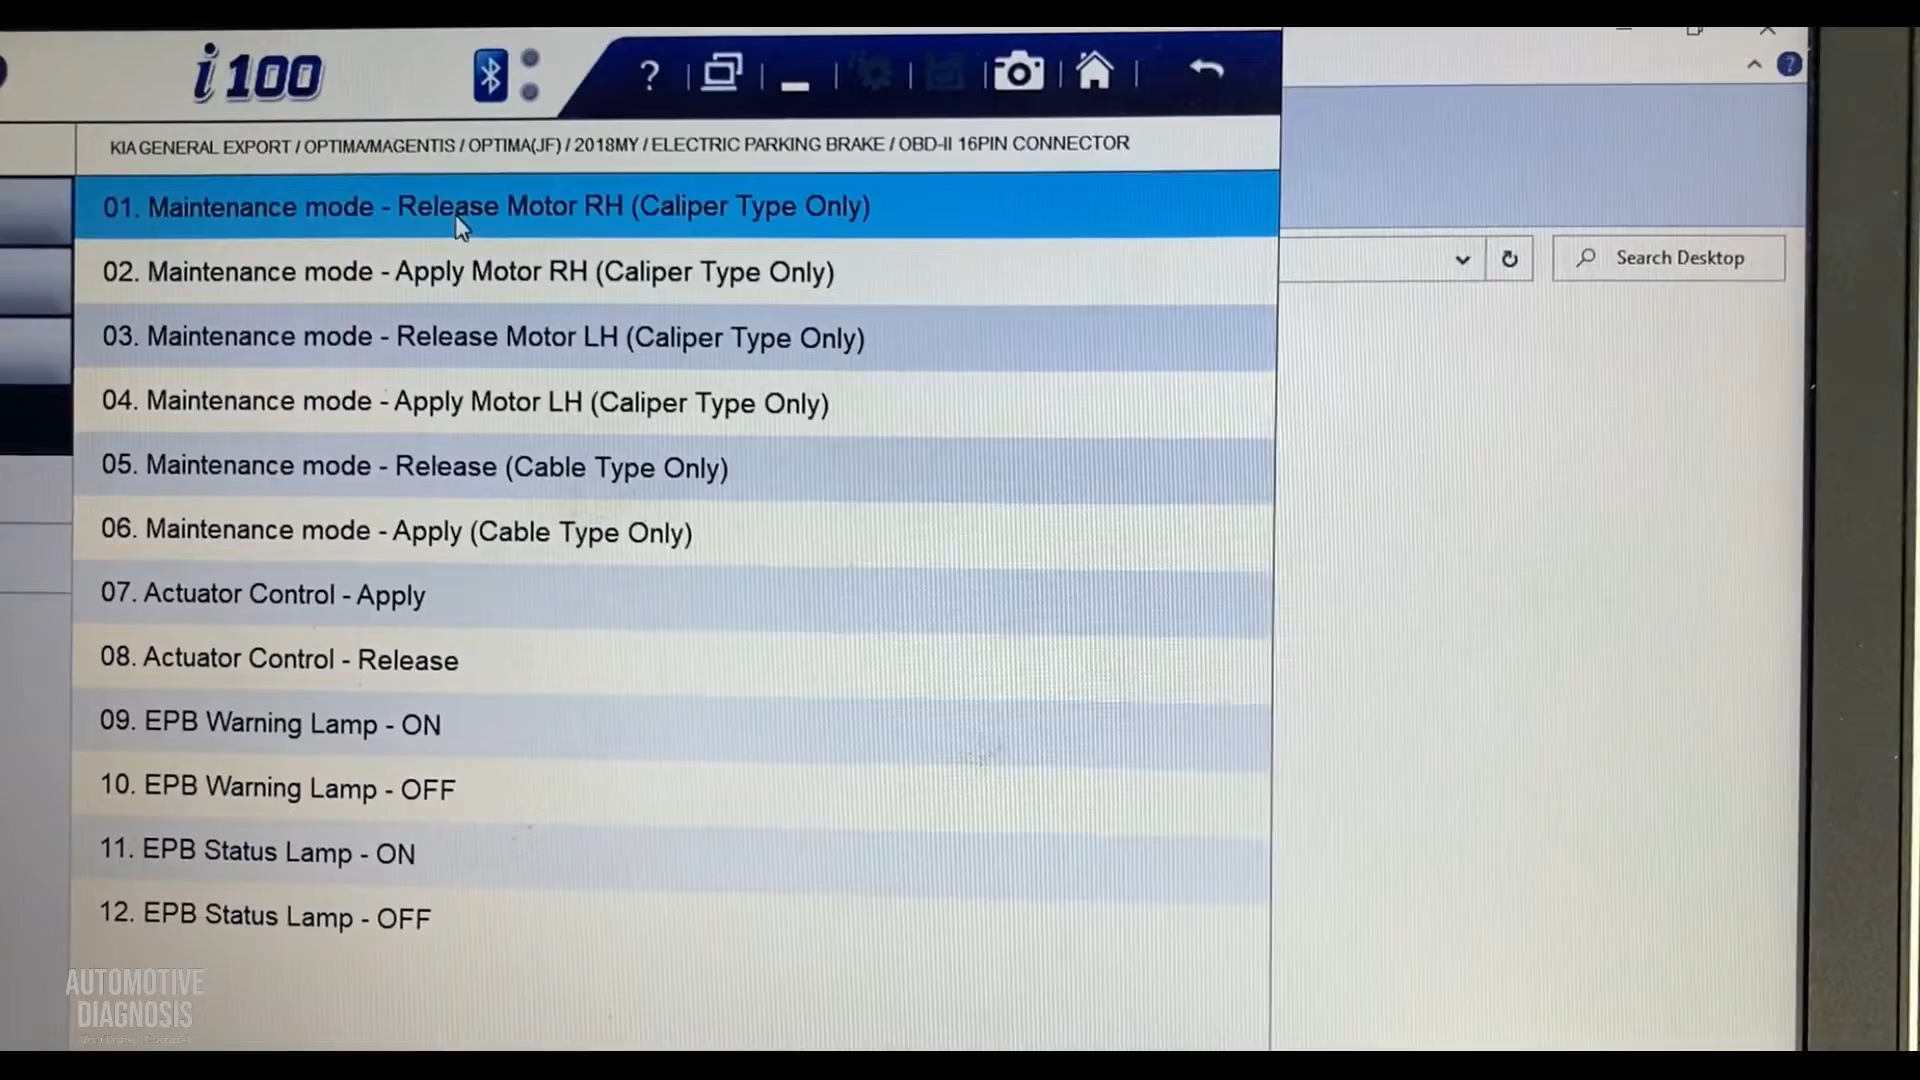 i100
?
KIA GENERAL EXPORT / OPTIMA/MAGENTIS / OPTIMA(JF) / 2018MY / ELECTRIC PARKING BRAKE / OBD-II 16PIN CONNECTOR
01. Maintenance mode - Release Motor RH (Caliper Type Only)
02. Maintenance mode - Apply Motor RH (Caliper Type Only)
Search Desktop
03. Maintenance mode - Release Motor LH (Caliper Type Only)
04. Maintenance mode - Apply Motor LH (Caliper Type Only)
05. Maintenance mode - Release (Cable Type Only)
06. Maintenance mode - Apply (Cable Type Only)
07. Actuator Control - Apply
08. Actuator Control - Release
09. EPB Warning Lamp - ON
10. EPB Warning Lamp - OFF
11. EPB Status Lamp - ON
12. EPB Status Lamp - OFF
AUTOMOTIVE
DIAGNOSIS